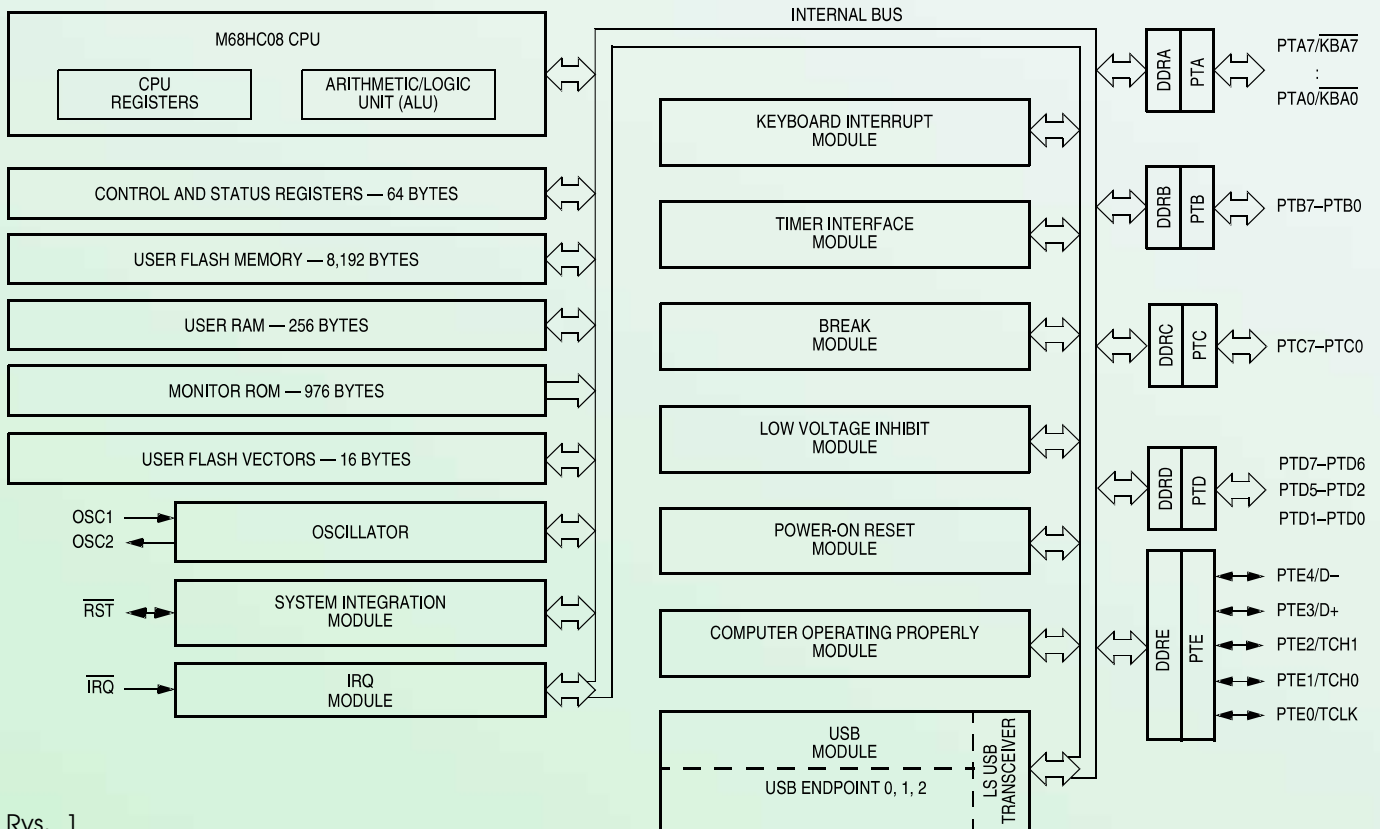 INTERNAL BUS
M68HC08 CPU
CPU
REGISTERS
ARITHMETIC/LOGIC
UNIT (ALU)
CONTROL AND STATUS REGISTERS — 64 BYTES
USER FLASH MEMORY — 8,192 BYTES
USER RAM — 256 BYTES
MONITOR ROM — 976 BYTES
USER FLASH VECTORS — 16 BYTES
OSC1
OSC2
OSCILLATOR
RST
SYSTEM INTEGRATION
MODULE
IRQ
IRQ
MODULE
KEYBOARD INTERRUPT
MODULE
TIMER INTERFACE
MODULE
BREAK
MODULE
LOW VOLTAGE INHIBIT
MODULE
POWER-ON RESET
MODULE
COMPUTER OPERATING PROPERLY
MODULE
USB
MODULE
USB ENDPOINT 0, 1, 2
LS USB
TRANSCEIVER
DDRA
PTA
PTA7/KBA7
:
PTA0/KBA0
DDRB
PTB
PTB7–PTB0
DDRC
PTC
PTC7–PTC0
DDRD
PTD
PTD7–PTD6
PTD5–PTD2
PTD1–PTD0
DDRE
PTE
PTE4/D–
PTE3/D+
PTE2/TCH1
PTE1/TCH0
PTE0/TCLK
Rys. 1